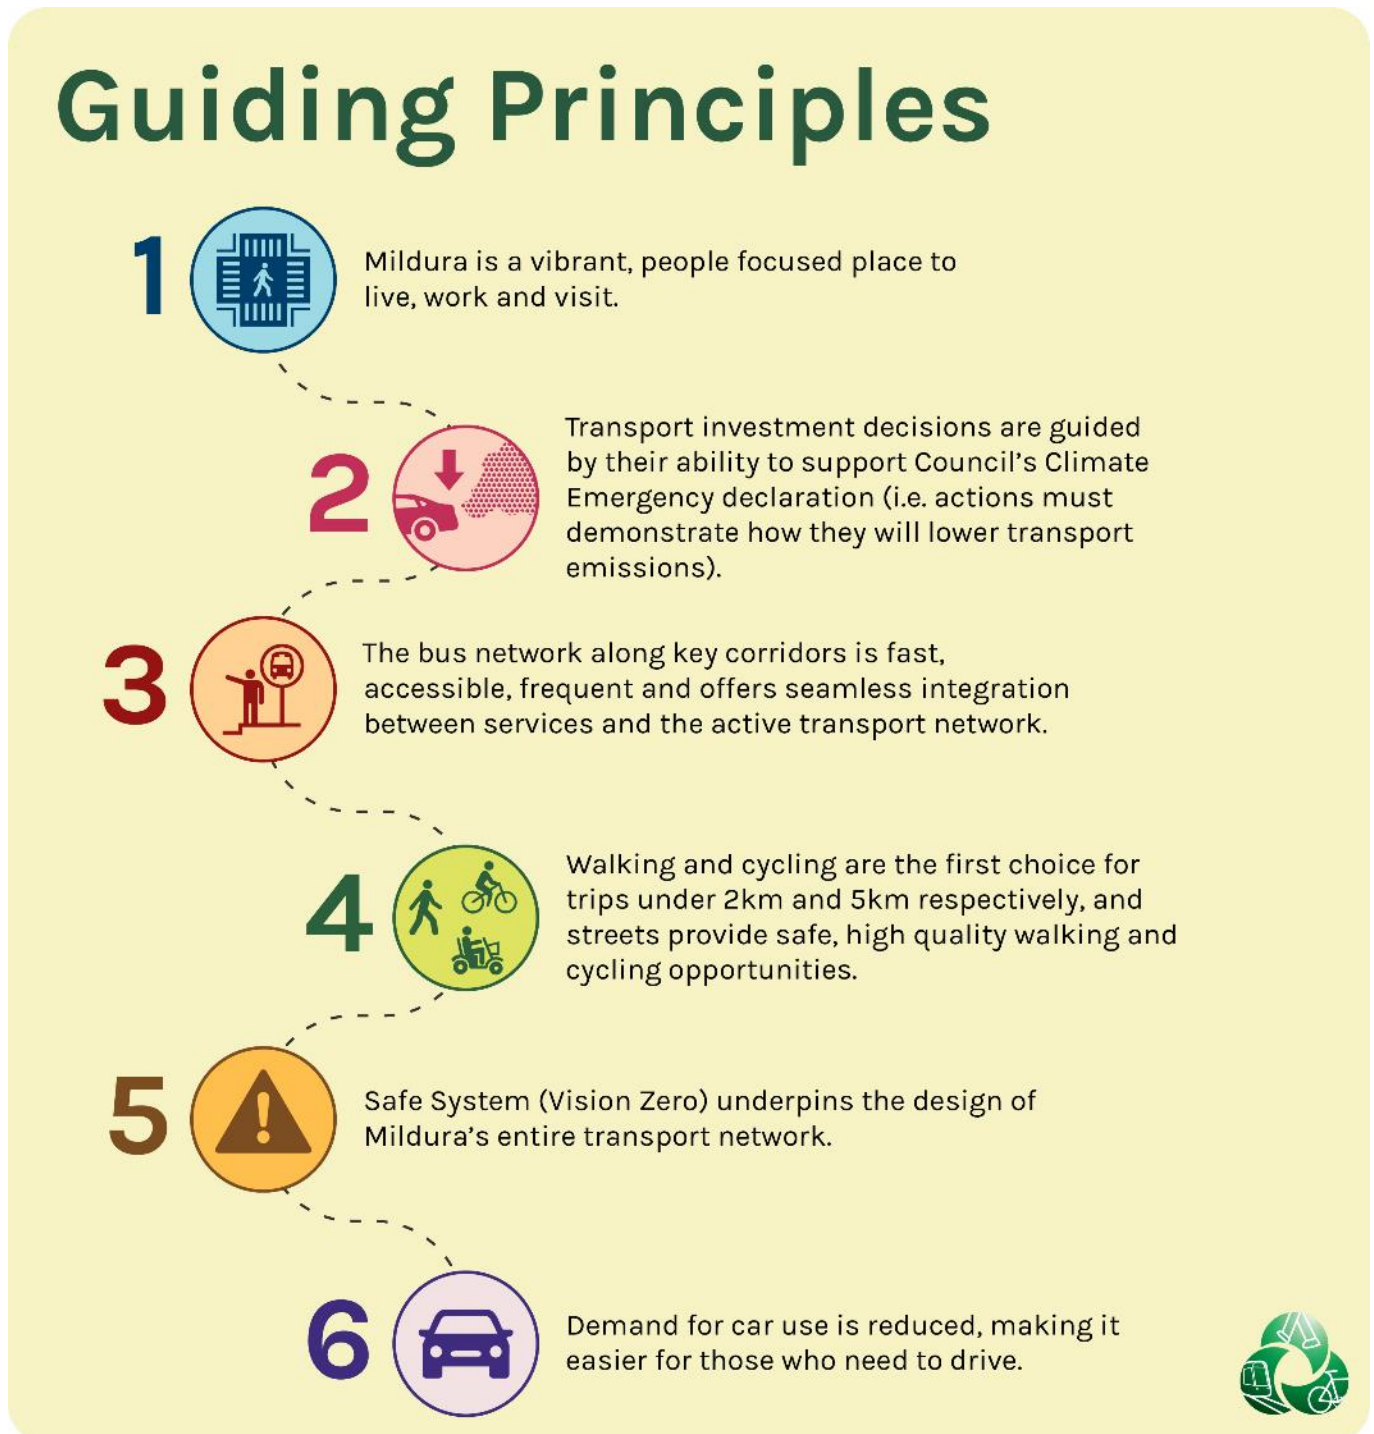 Guiding Principles
1
Mildura is a vibrant, people focused place to
live, work and visit.
2
Transport investment decisions are guided
by their ability to support Council's Climate
Emergency declaration (i.e. actions must
demonstrate how they will lower transport
emissions).
3
The bus network along key corridors is fast,
accessible, frequent and offers seamless integration
between services and the active transport network.
4
Walking and cycling are the first choice for
trips under 2km and 5km respectively, and
streets provide safe, high quality walking and
cycling opportunities.
5
Safe System (Vision Zero) underpins the design of
Mildura's entire transport network.
6
Demand for car use is reduced, making it
easier for those who need to drive.